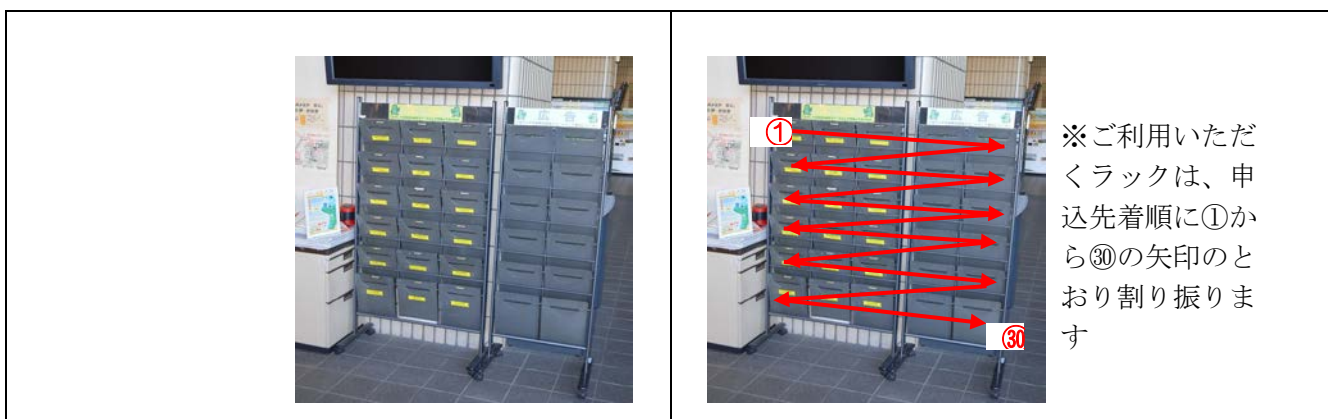 広告
①
㉚
※ご利用いただ
くラックは、申
込先着順に①か
ら㉚の矢印のと
おり割り振りま
す